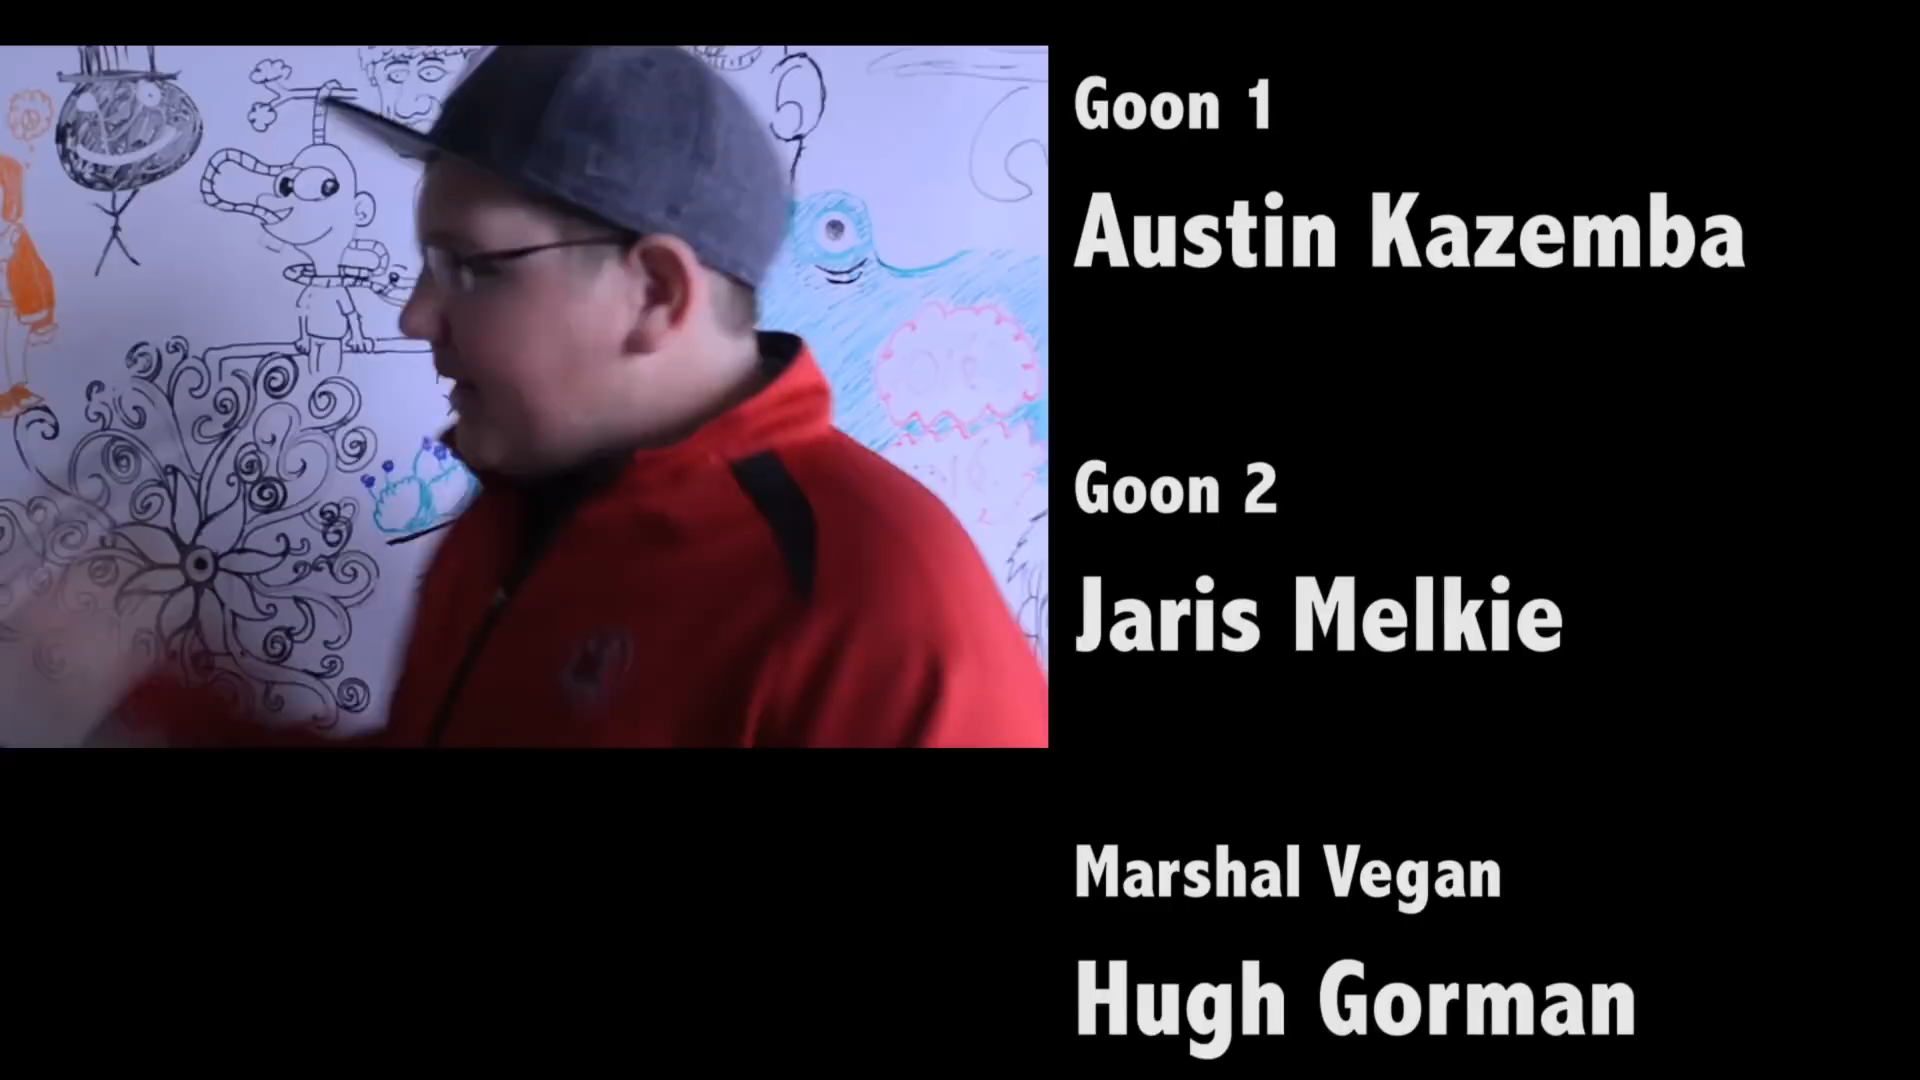 Goon 1
Austin Kazemba
Goon 2
Jaris Melkie
Marshal Vegan
Hugh Gorman